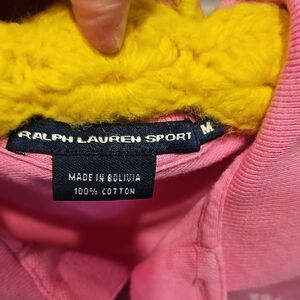 RALPH LAUREN SPORT M
MADE IN BOLIVIA
100% COTTON